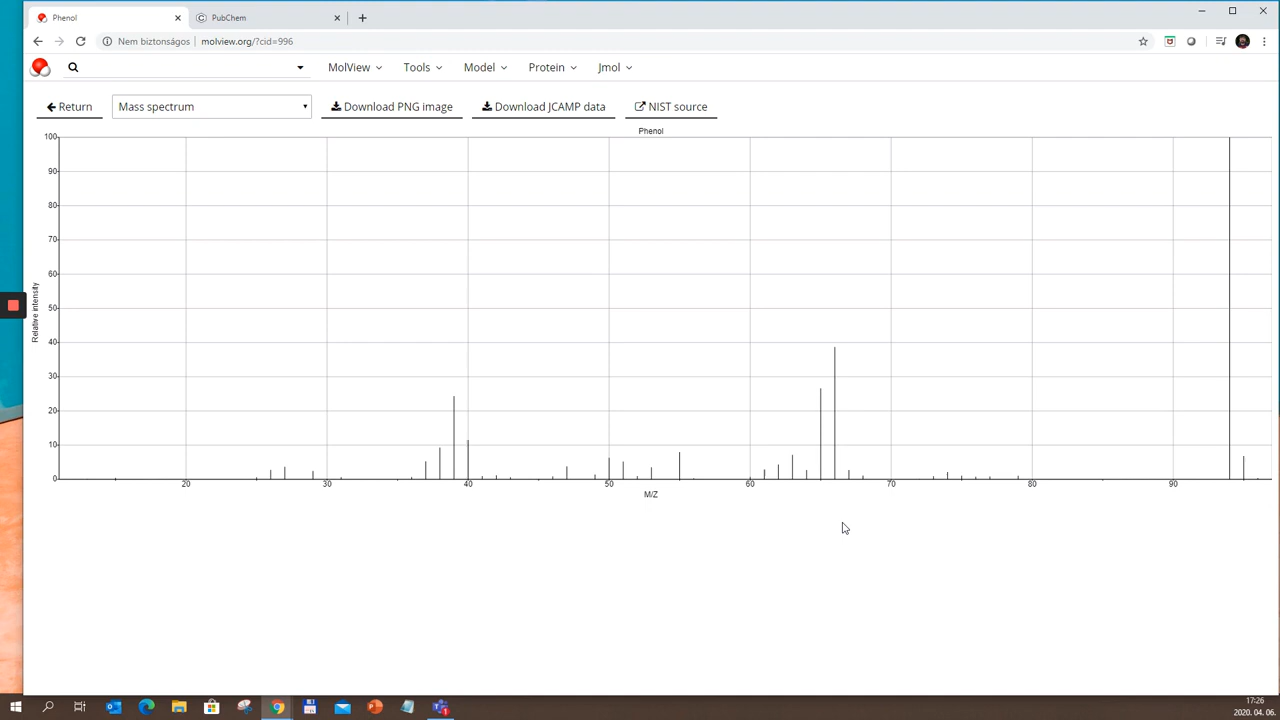 Phenol
PubChem
Nem biztonságos
molview.org/?cid=996
MolView Tools Model Protein Jmol
Return
Mass spectrum
Download PNG image
Download JCAMP data
NIST source
Phenol
100
90
80
70
60
50
40
30
20
10
0
Relative intensity
20 30 40 50 60 70 80 90
M/Z
17:26
2020. 04. 06.